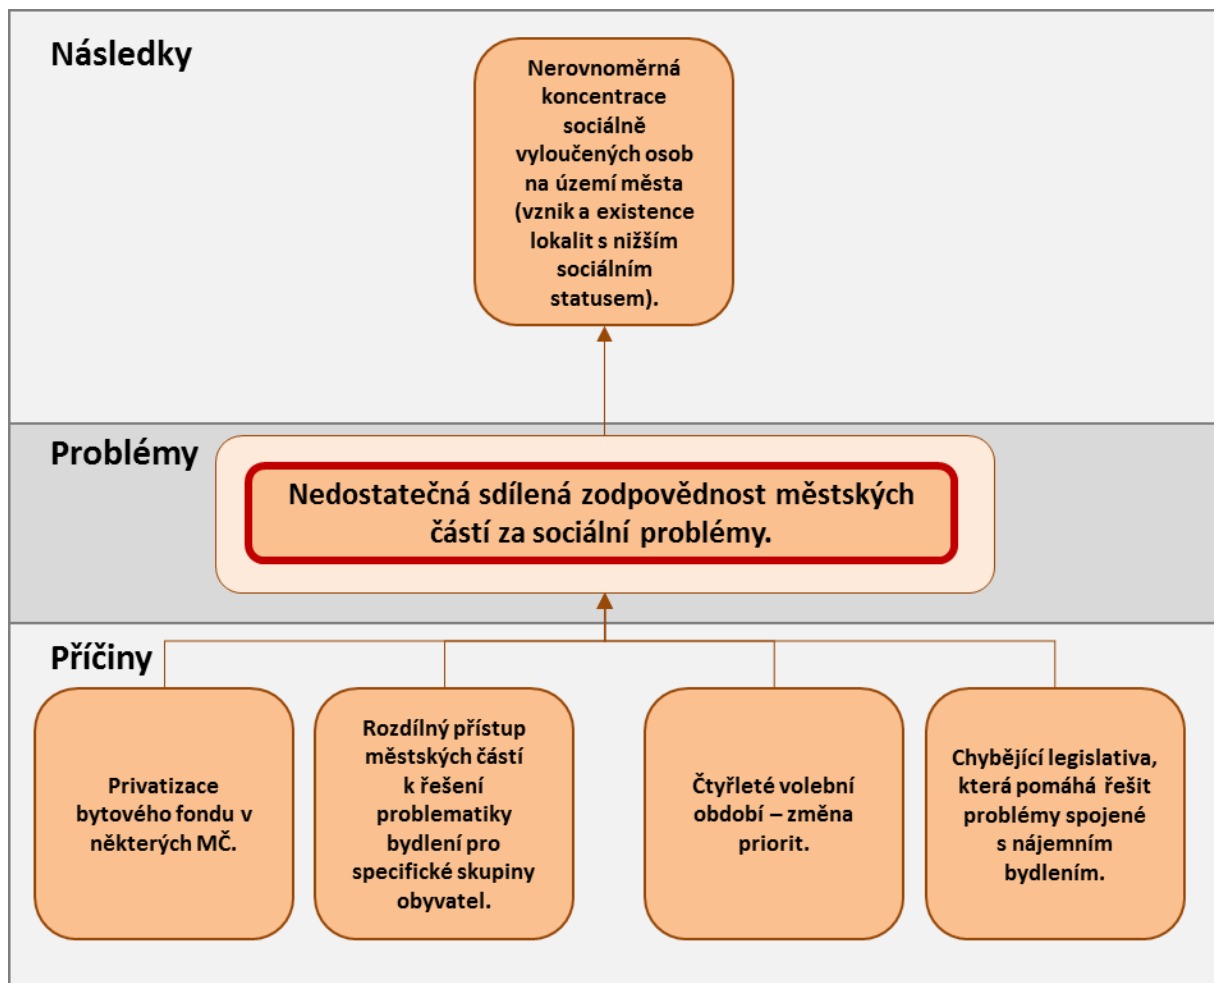 Následky
Nerovnoměrná
koncentrace
sociálně
vyloučených osob
na území města
(vznik a existence
lokalit s nižším
sociálním
statusem).
Problémy
Nedostatečná sdílená zodpovědnost městských
částí za sociální problémy.
Příčiny
Privatizace
bytového fondu v
některých MČ.
Rozdílný přístup
městských částí
k řešení
problematiky
bydlení pro
specifické skupiny
obyvatel.
Čtyřleté volební
období – změna
priorit.
Chybějící legislativa,
která pomáhá řešit
problémy spojené
s nájemním
bydlením.